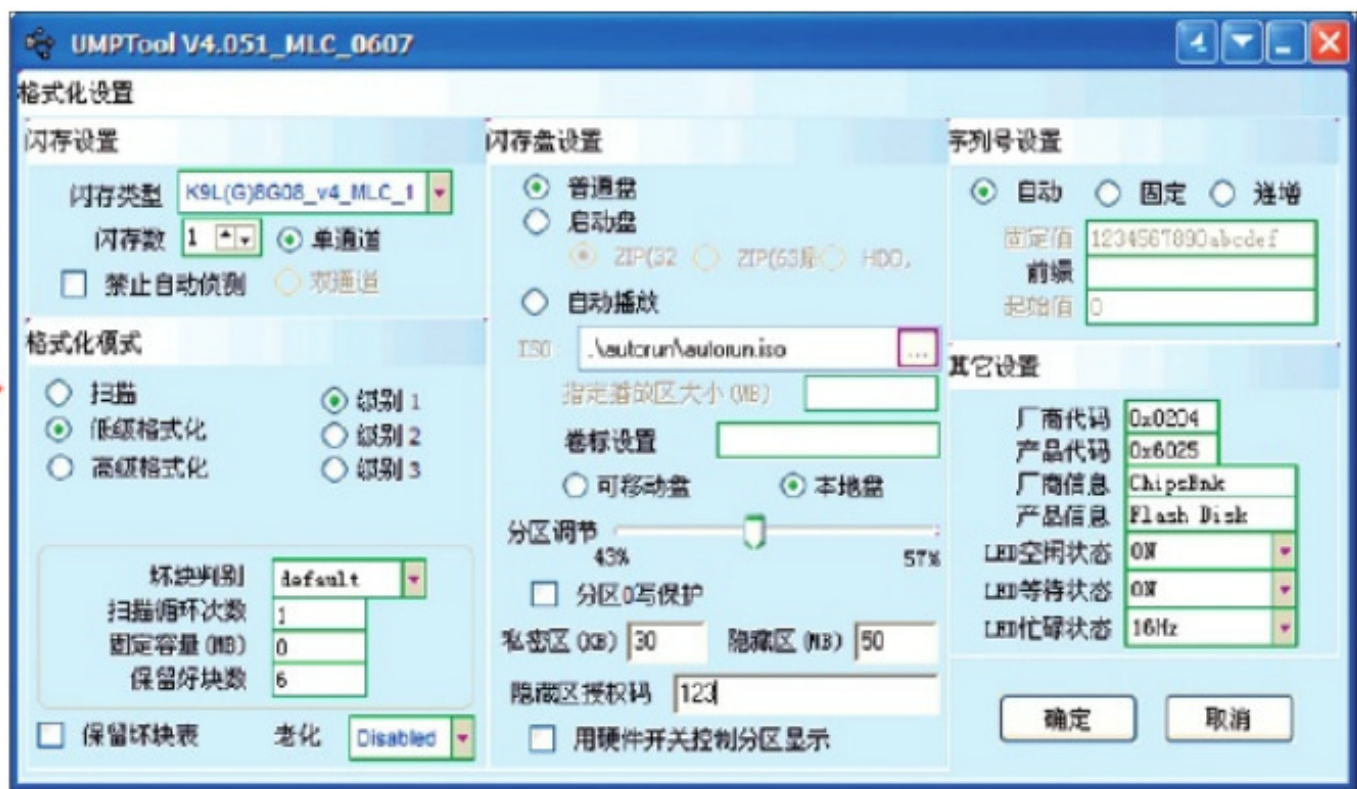 UMPTool V4.051_MLC_0607
格式化设置
闪存设置
闪存类型 K9L(G)8G08_v4_MLC_1
闪存数 1 单通道
禁止自动侦测 双通道
格式化模式
扫描 级别 1
低级格式化 级别 2
高级格式化 级别 3
坏块判别 default
扫描循环次数 1
固定容量(MB) 0
保留好块数 6
保留坏块表 老化 Disabled
闪存盘设置
普通盘
启动盘
ZIP(32 ZIP(63 HDD,
自动播放
ISO .\autorun\autorun.iso ...
指定播放区大小(MB)
卷标设置
可移动盘 本地盘
分区调节
43% 57%
分区0写保护
私密区(KB) 30 隐藏区(MB) 50
隐藏区授权码 123
用硬件开关控制分区显示
序列号设置
自动 固定 递增
固定值 1234567890abcdef
前缀
起始值 0
其它设置
厂商代码 0x0204
产品代码 0x6025
厂商信息 ChipsBnk
产品信息 Flash Disk
LED空闲状态 ON
LED等待状态 ON
LED忙碌状态 16Hz
确定 取消